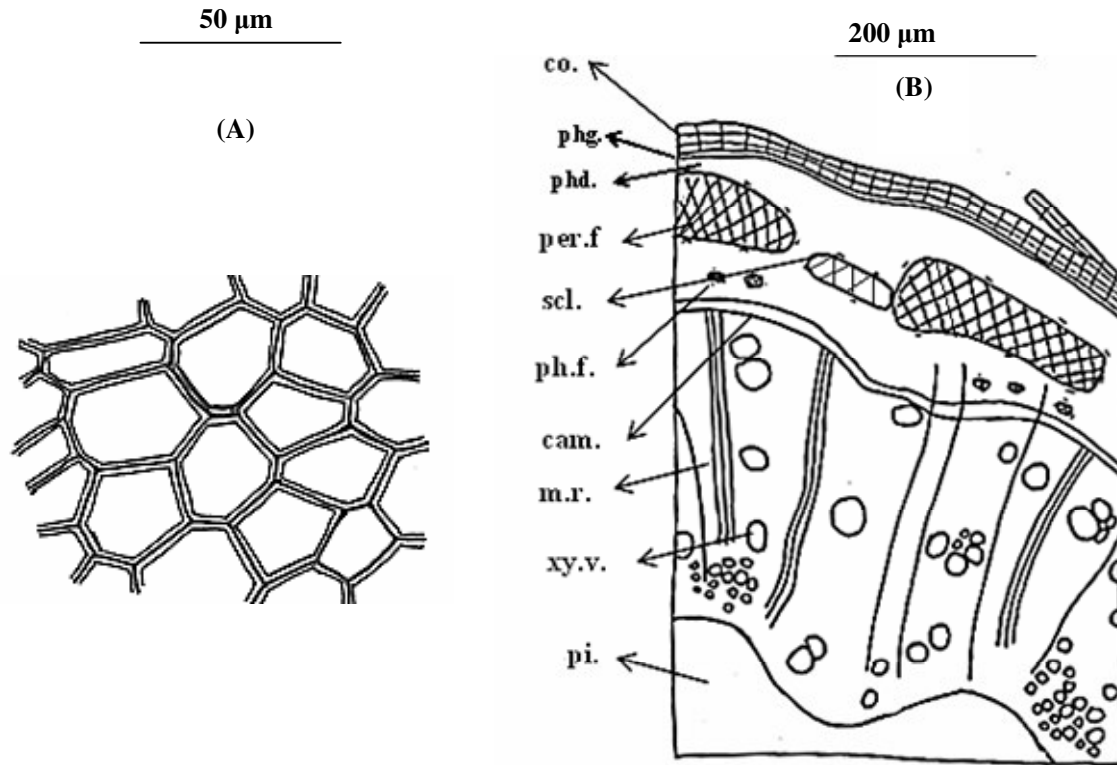 50 µm
(A)
200 µm
(B)
co.
phg.
phd.
per.f
scl.
ph.f.
cam.
m.r.
xy.v.
pi.